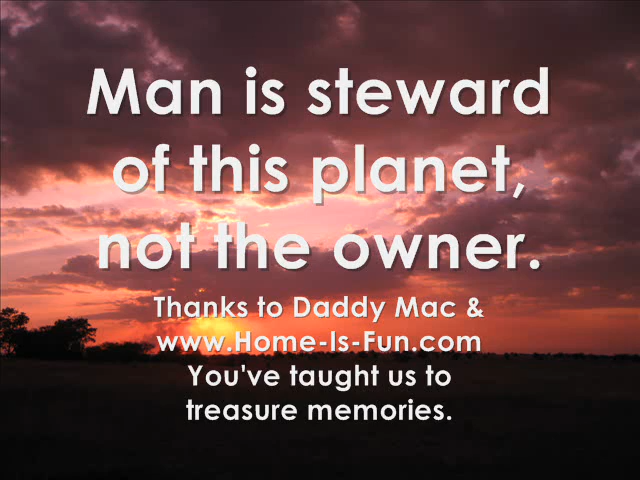 Man is steward
of this planet,
not the owner.
Thanks to Daddy Mac &
www.Home-Is-Fun.com
You've taught us to
treasure memories.